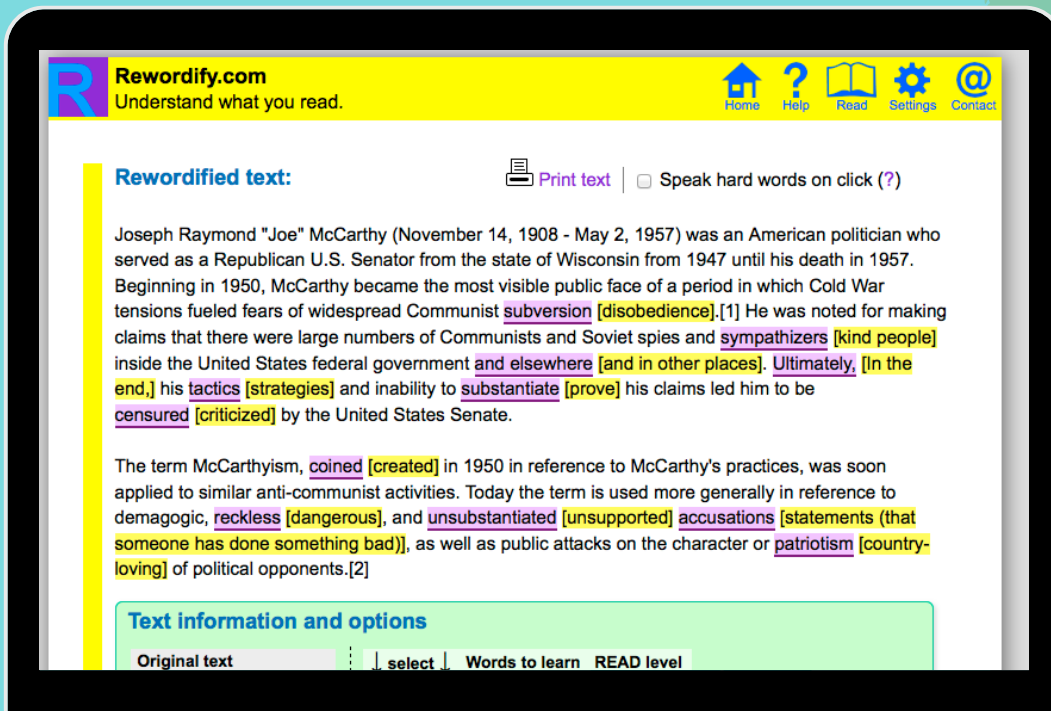 R
Rewordify.com
Understand what you read.
Home
Help
Read
Settings
@
Contact
Rewordified text:
Print text
Speak hard words on click (?)
Joseph Raymond "Joe" McCarthy (November 14, 1908 - May 2, 1957) was an American politician who
served as a Republican U.S. Senator from the state of Wisconsin from 1947 until his death in 1957.
Beginning in 1950, McCarthy became the most visible public face of a period in which Cold War
tensions fueled fears of widespread Communist subversion [disobedience].[1] He was noted for making
claims that there were large numbers of Communists and Soviet spies and sympathizers [kind people]
inside the United States federal government and elsewhere [and in other places]. Ultimately, [In the
end,] his tactics [strategies] and inability to substantiate [prove] his claims led him to be
censured [criticized] by the United States Senate.
The term McCarthyism, coined [created] in 1950 in reference to McCarthy's practices, was soon
applied to similar anti-communist activities. Today the term is used more generally in reference to
demagogic, reckless [dangerous], and unsubstantiated [unsupported] accusations [statements (that
someone has done something bad)], as well as public attacks on the character or patriotism [country-
loving] of political opponents.[2]
Text information and options
Original text
↓ select ↓ Words to learn READ level